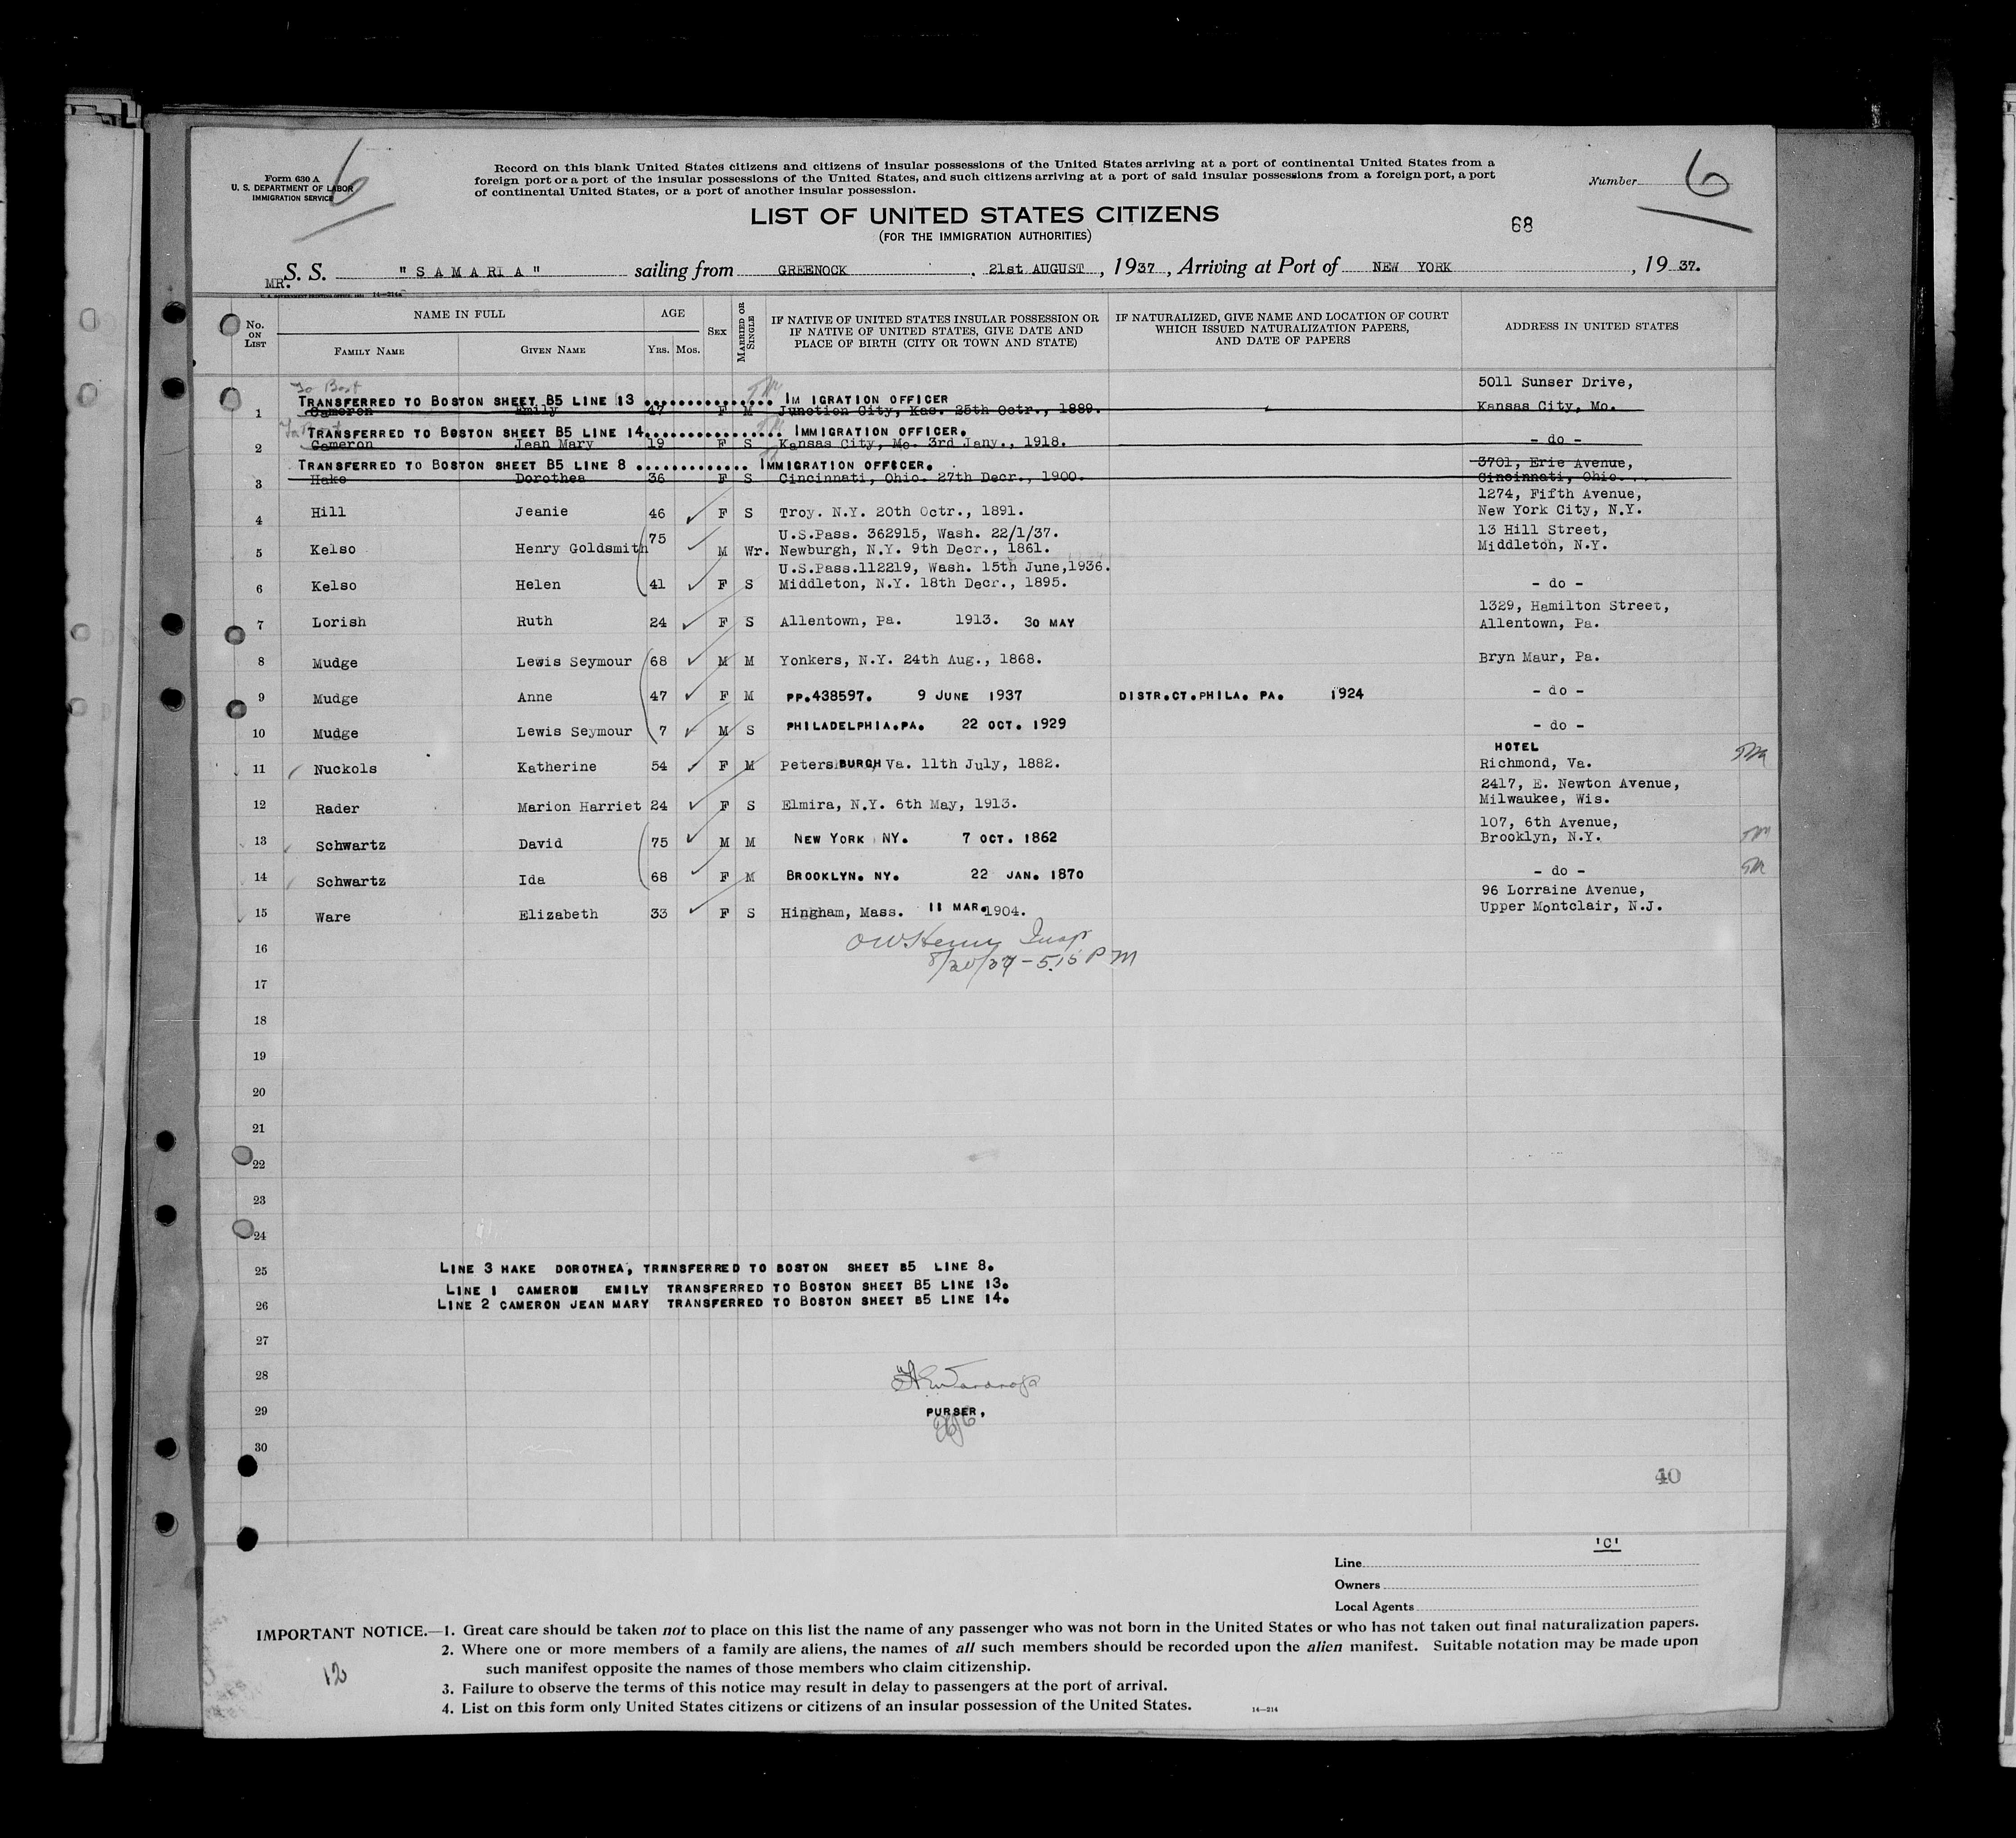 6
Form 630 A
U. S. DEPARTMENT OF LABOR
IMMIGRATION SERVICE
Record on this blank United States citizens and citizens of insular possessions of the United States arriving at a port of continental United States from a
foreign port or a port of the insular possessions of the United States, and such citizens arriving at a port of said insular possessions from a foreign port, a port
of continental United States, or a port of another insular possession.
Number 6
LIST OF UNITED STATES CITIZENS
(FOR THE IMMIGRATION AUTHORITIES)
68
MR. S. S. "SAMARIA" sailing from GREENOCK, 21st AUGUST, 1937, Arriving at Port of NEW YORK, 1937.
No. ON LIST NAME IN FULL AGE SEX MARRIED OR SINGLE IF NATIVE OF UNITED STATES INSULAR POSSESSION OR IF NATIVE OF UNITED STATES, GIVE DATE AND PLACE OF BIRTH (CITY OR TOWN AND STATE) IF NATURALIZED, GIVE NAME AND LOCATION OF COURT WHICH ISSUED NATURALIZATION PAPERS, AND DATE OF PAPERS ADDRESS IN UNITED STATES
FAMILY NAME GIVEN NAME YRS. MOS.
To Bost
5011 Sunser Drive,
TRANSFERRED TO BOSTON SHEET B5 LINE 13 ............... IM IGRATION OFFICER
1 Cameron Emily 47 F M Junction City, Kas. 25th Octr., 1889. Kansas City, Mo.
TRANSFERRED TO BOSTON SHEET B5 LINE 14............... IMMIGRATION OFFICER.
2 Cameron Jean Mary 19 F S Kansas City, Mo. 3rd Jany., 1918. - do -
TRANSFERRED TO BOSTON SHEET B5 LINE 8 ............. IMMIGRATION OFFICER. 3701, Erie Avenue,
3 Hake Dorothea 36 F S Cincinnati, Ohio. 27th Decr., 1900. Cincinnati, Ohio...
1274, Fifth Avenue,
4 Hill Jeanie 46 F S Troy. N.Y. 20th Octr., 1891. New York City, N.Y.
U.S.Pass. 362915, Wash. 22/1/37. 13 Hill Street,
5 Kelso Henry Goldsmith 75 M Wr. Newburgh, N.Y. 9th Decr., 1861. Middleton, N.Y.
U.S.Pass.112219, Wash. 15th June,1936.
6 Kelso Helen 41 F S Middleton, N.Y. 18th Decr., 1895. - do -
1329, Hamilton Street,
7 Lorish Ruth 24 F S Allentown, Pa. 1913. 30 MAY Allentown, Pa.
8 Mudge Lewis Seymour 68 M M Yonkers, N.Y. 24th Aug., 1868. Bryn Maur, Pa.
9 Mudge Anne 47 F M PP.438597. 9 JUNE 1937 DISTR.CT.PHILA. PA. 1924 - do -
10 Mudge Lewis Seymour 7 M S PHILADELPHIA.PA. 22 OCT. 1929 - do -
HOTEL
11 Nuckols Katherine 54 F M PetersBURGH, Va. 11th July, 1882. Richmond, Va.
2417, E. Newton Avenue,
12 Rader Marion Harriet 24 F S Elmira, N.Y. 6th May, 1913. Milwaukee, Wis.
107, 6th Avenue,
13 Schwartz David 75 M M NEW YORK NY. 7 OCT. 1862 Brooklyn, N.Y.
14 Schwartz Ida 68 F M BROOKLYN. NY. 22 JAN. 1870 - do -
96 Lorraine Avenue,
15 Ware Elizabeth 33 F S Hingham, Mass. 11 MAR. 1904. Upper Montclair, N.J.
16 OW Henry Insp
8/30/37 - 5.15 PM
17
18
19
20
21
22
23
24
25 LINE 3 HAKE DOROTHEA, TRANSFERRED TO BOSTON SHEET B5 LINE 8.
LINE 1 CAMERON EMILY TRANSFERRED TO BOSTON SHEET B5 LINE 13.
26 LINE 2 CAMERON JEAN MARY TRANSFERRED TO BOSTON SHEET B5 LINE 14.
27
28
29 PURSER,
30
40
'C'
Line
Owners
Local Agents
IMPORTANT NOTICE.—1. Great care should be taken not to place on this list the name of any passenger who was not born in the United States or who has not taken out final naturalization papers.
2. Where one or more members of a family are aliens, the names of all such members should be recorded upon the alien manifest. Suitable notation may be made upon
such manifest opposite the names of those members who claim citizenship.
3. Failure to observe the terms of this notice may result in delay to passengers at the port of arrival.
4. List on this form only United States citizens or citizens of an insular possession of the United States.
14—214
12